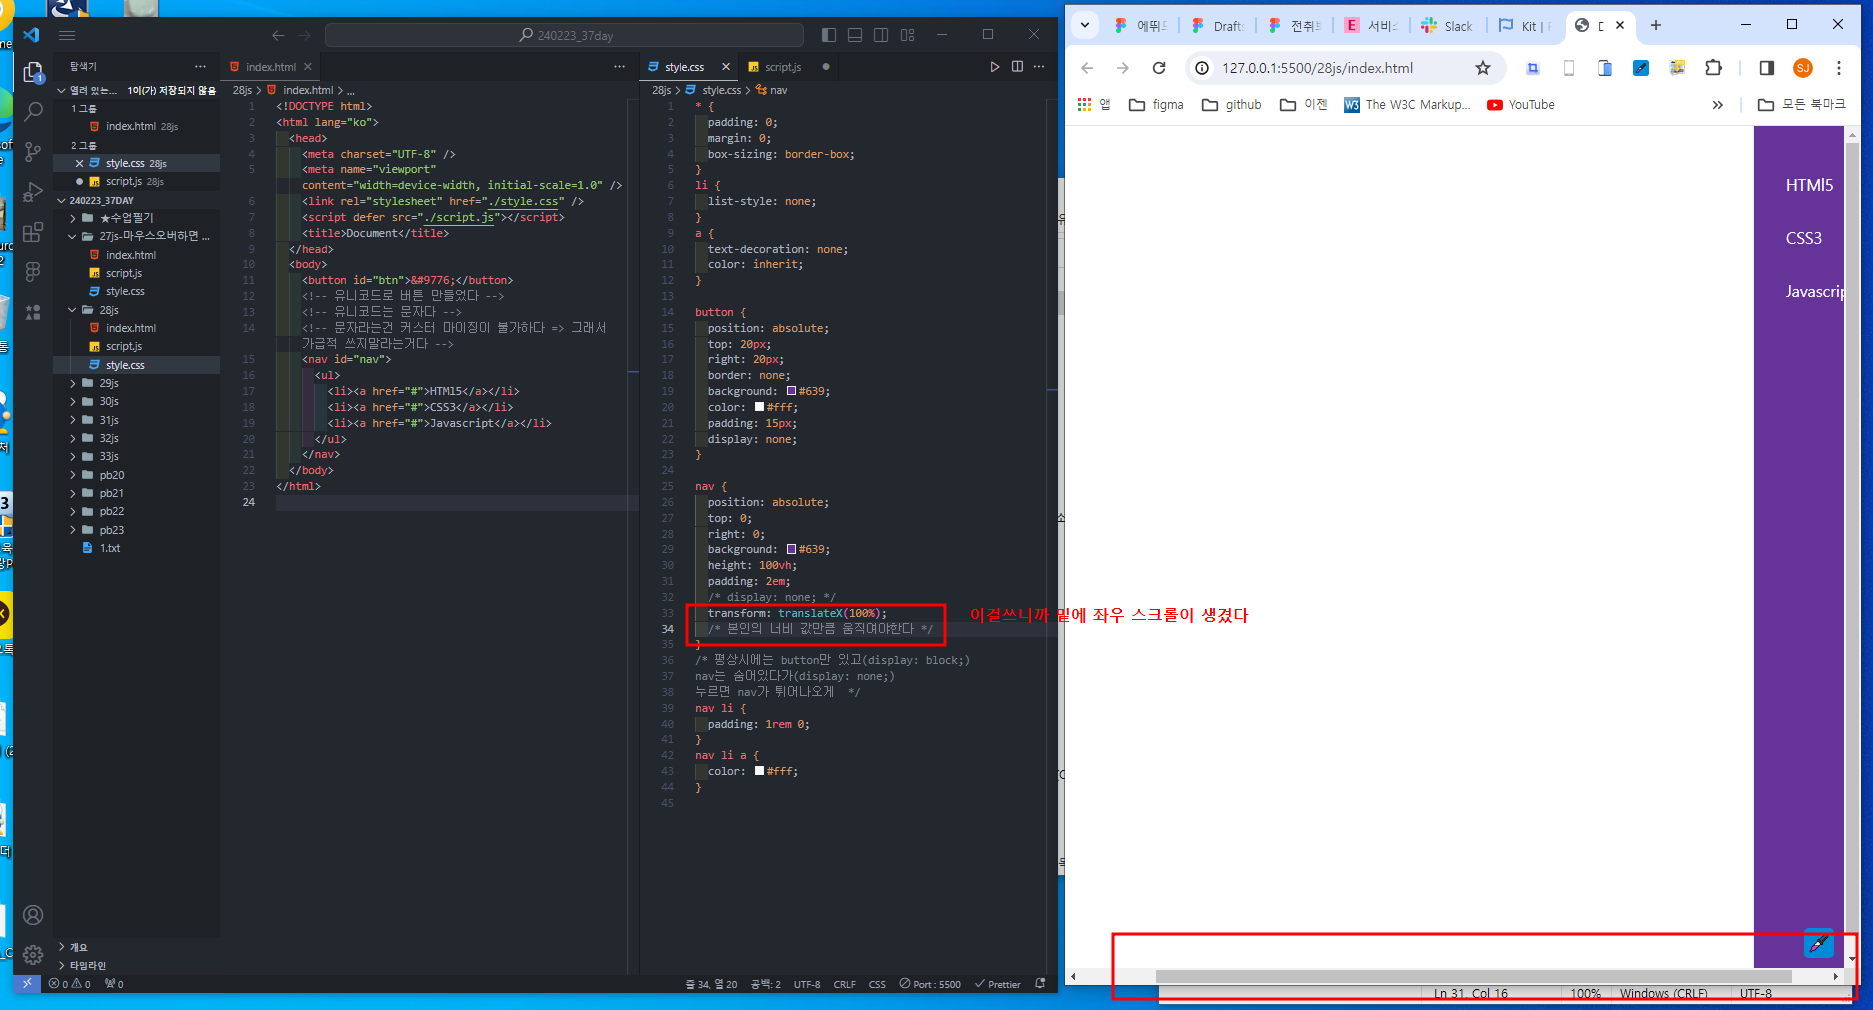 240223_37day
탐색기
열려 있는... 1이(가) 저장되지 않음
1 그룹
index.html 28js
2 그룹
style.css 28js
script.js 28js
240223_37DAY
★수업필기
27js-마우스오버하면 ...
index.html
script.js
style.css
28js
index.html
script.js
style.css
29js
30js
31js
32js
33js
pb20
pb21
pb22
pb23
1.txt
개요
타임라인
index.html
28js > index.html > ...
1 <!DOCTYPE html>
2 <html lang="ko">
3 <head>
4 <meta charset="UTF-8" />
5 <meta name="viewport"
content="width=device-width, initial-scale=1.0" />
6 <link rel="stylesheet" href="./style.css" />
7 <script defer src="./script.js"></script>
8 <title>Document</title>
9 </head>
10 <body>
11 <button id="btn">&#9776;</button>
12 <!-- 유니코드로 버튼 만들었다 -->
13 <!-- 유니코드는 문자다 -->
14 <!-- 문자라는건 커스터 마이징이 불가하다 => 그래서
가급적 쓰지말라는거다 -->
15 <nav id="nav">
16 <ul>
17 <li><a href="#">HTMl5</a></li>
18 <li><a href="#">CSS3</a></li>
19 <li><a href="#">Javascript</a></li>
20 </ul>
21 </nav>
22 </body>
23 </html>
24
style.css
script.js
28js > style.css > nav
1 * {
2 padding: 0;
3 margin: 0;
4 box-sizing: border-box;
5 }
6 li {
7 list-style: none;
8 }
9 a {
10 text-decoration: none;
11 color: inherit;
12 }
13
14 button {
15 position: absolute;
16 top: 20px;
17 right: 20px;
18 border: none;
19 background: #639;
20 color: #fff;
21 padding: 15px;
22 display: none;
23 }
24
25 nav {
26 position: absolute;
27 top: 0;
28 right: 0;
29 background: #639;
30 height: 100vh;
31 padding: 2em;
32 /* display: none; */
33 transform: translateX(100%);
34 /* 본인의 너비 값만큼 움직여야한다 */
35 }
36 /* 평상시에는 button만 있고(display: block;)
37 nav는 숨어있다가(display: none;)
38 누르면 nav가 튀어나오게 */
39 nav li {
40 padding: 1rem 0;
41 }
42 nav li a {
43 color: #fff;
44 }
45
이걸쓰니까 밑에 좌우 스크롤이 생겼다
0 0 0
줄 34, 열 20 공백: 2 UTF-8 CRLF CSS Port : 5500 Prettier
에뛰 Draft 전취 서비 Slack Kit |
127.0.0.1:5500/28js/index.html
SJ
앱 figma github 이젠 The W3C Markup... YouTube » 모든 북마크
HTMl5
CSS3
Javascrip
Ln 31, Col 16 100% Windows (CRLF) UTF-8